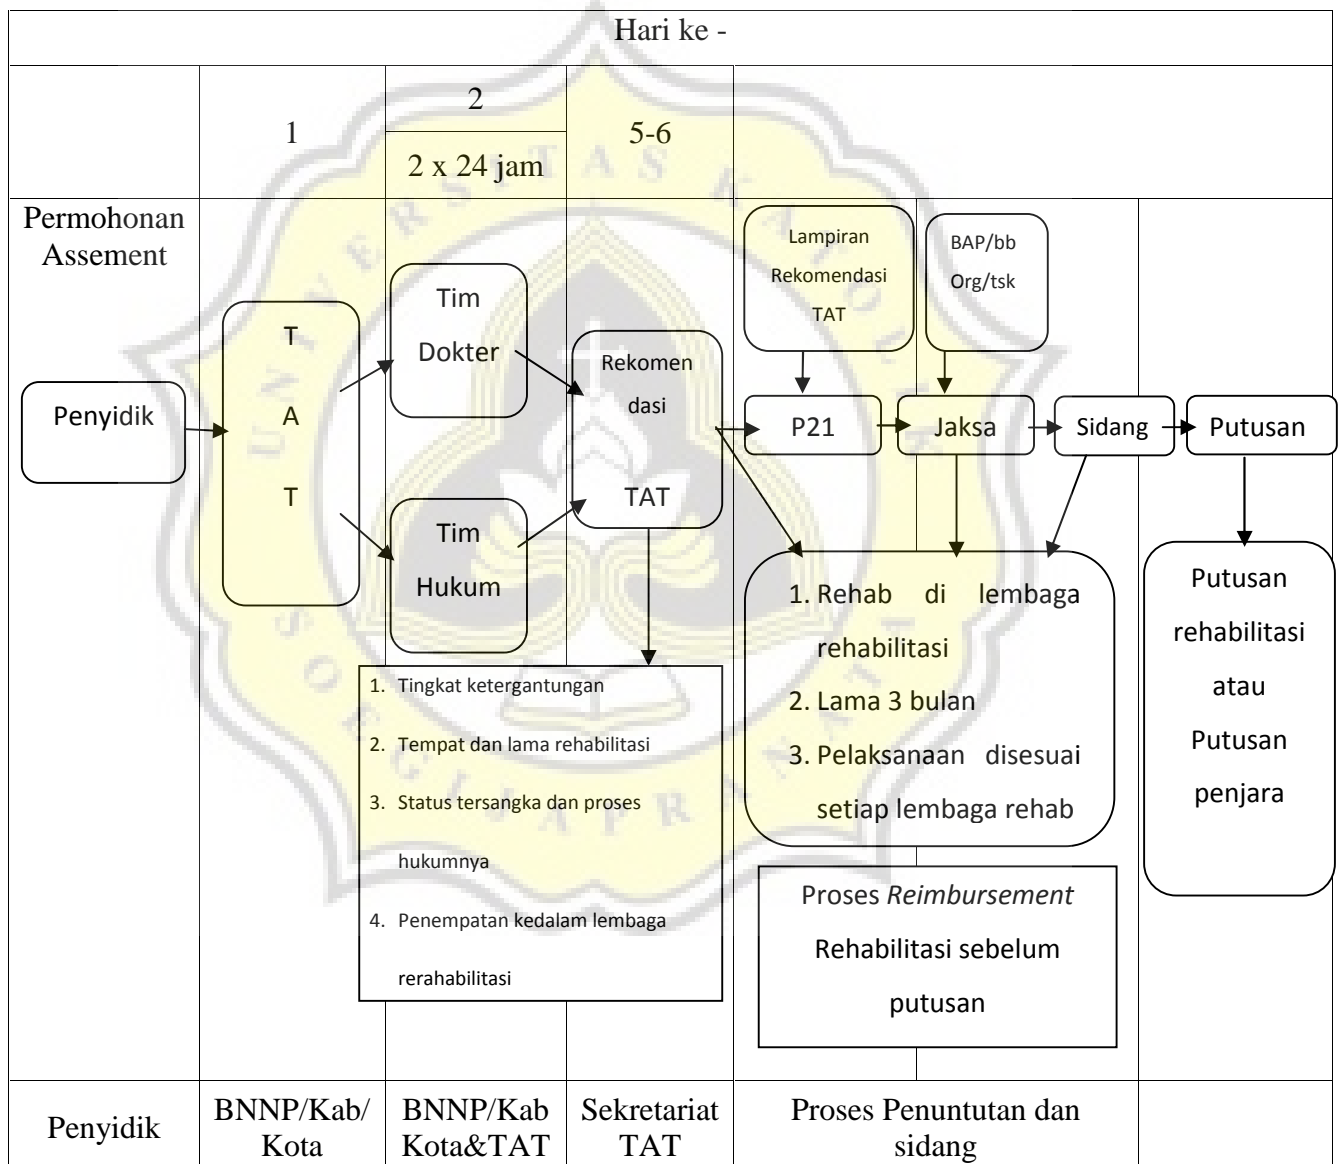 Hari ke -
1
2
2 x 24 jam
5-6
Permohonan
Assement
Penyidik
T
A
T
Tim
Dokter
Tim
Hukum
Rekomen
dasi
TAT
Lampiran
Rekomendasi
TAT
BAP/bb
Org/tsk
P21
Jaksa
Sidang
Putusan
1. Tingkat ketergantungan
2. Tempat dan lama rehabilitasi
3. Status tersangka dan proses
hukumnya
4. Penempatan kedalam lembaga
rerahabilitasi
1. Rehab di lembaga
rehabilitasi
2. Lama 3 bulan
3. Pelaksanaan disesuai
setiap lembaga rehab
Proses Reimbursement
Rehabilitasi sebelum
putusan
Putusan
rehabilitasi
atau
Putusan
penjara
Penyidik
BNNP/Kab/
Kota
BNNP/Kab
Kota&TAT
Sekretariat
TAT
Proses Penuntutan dan
sidang
UNIVERSITAS KATOLIK
SOEGIJAPRANATA